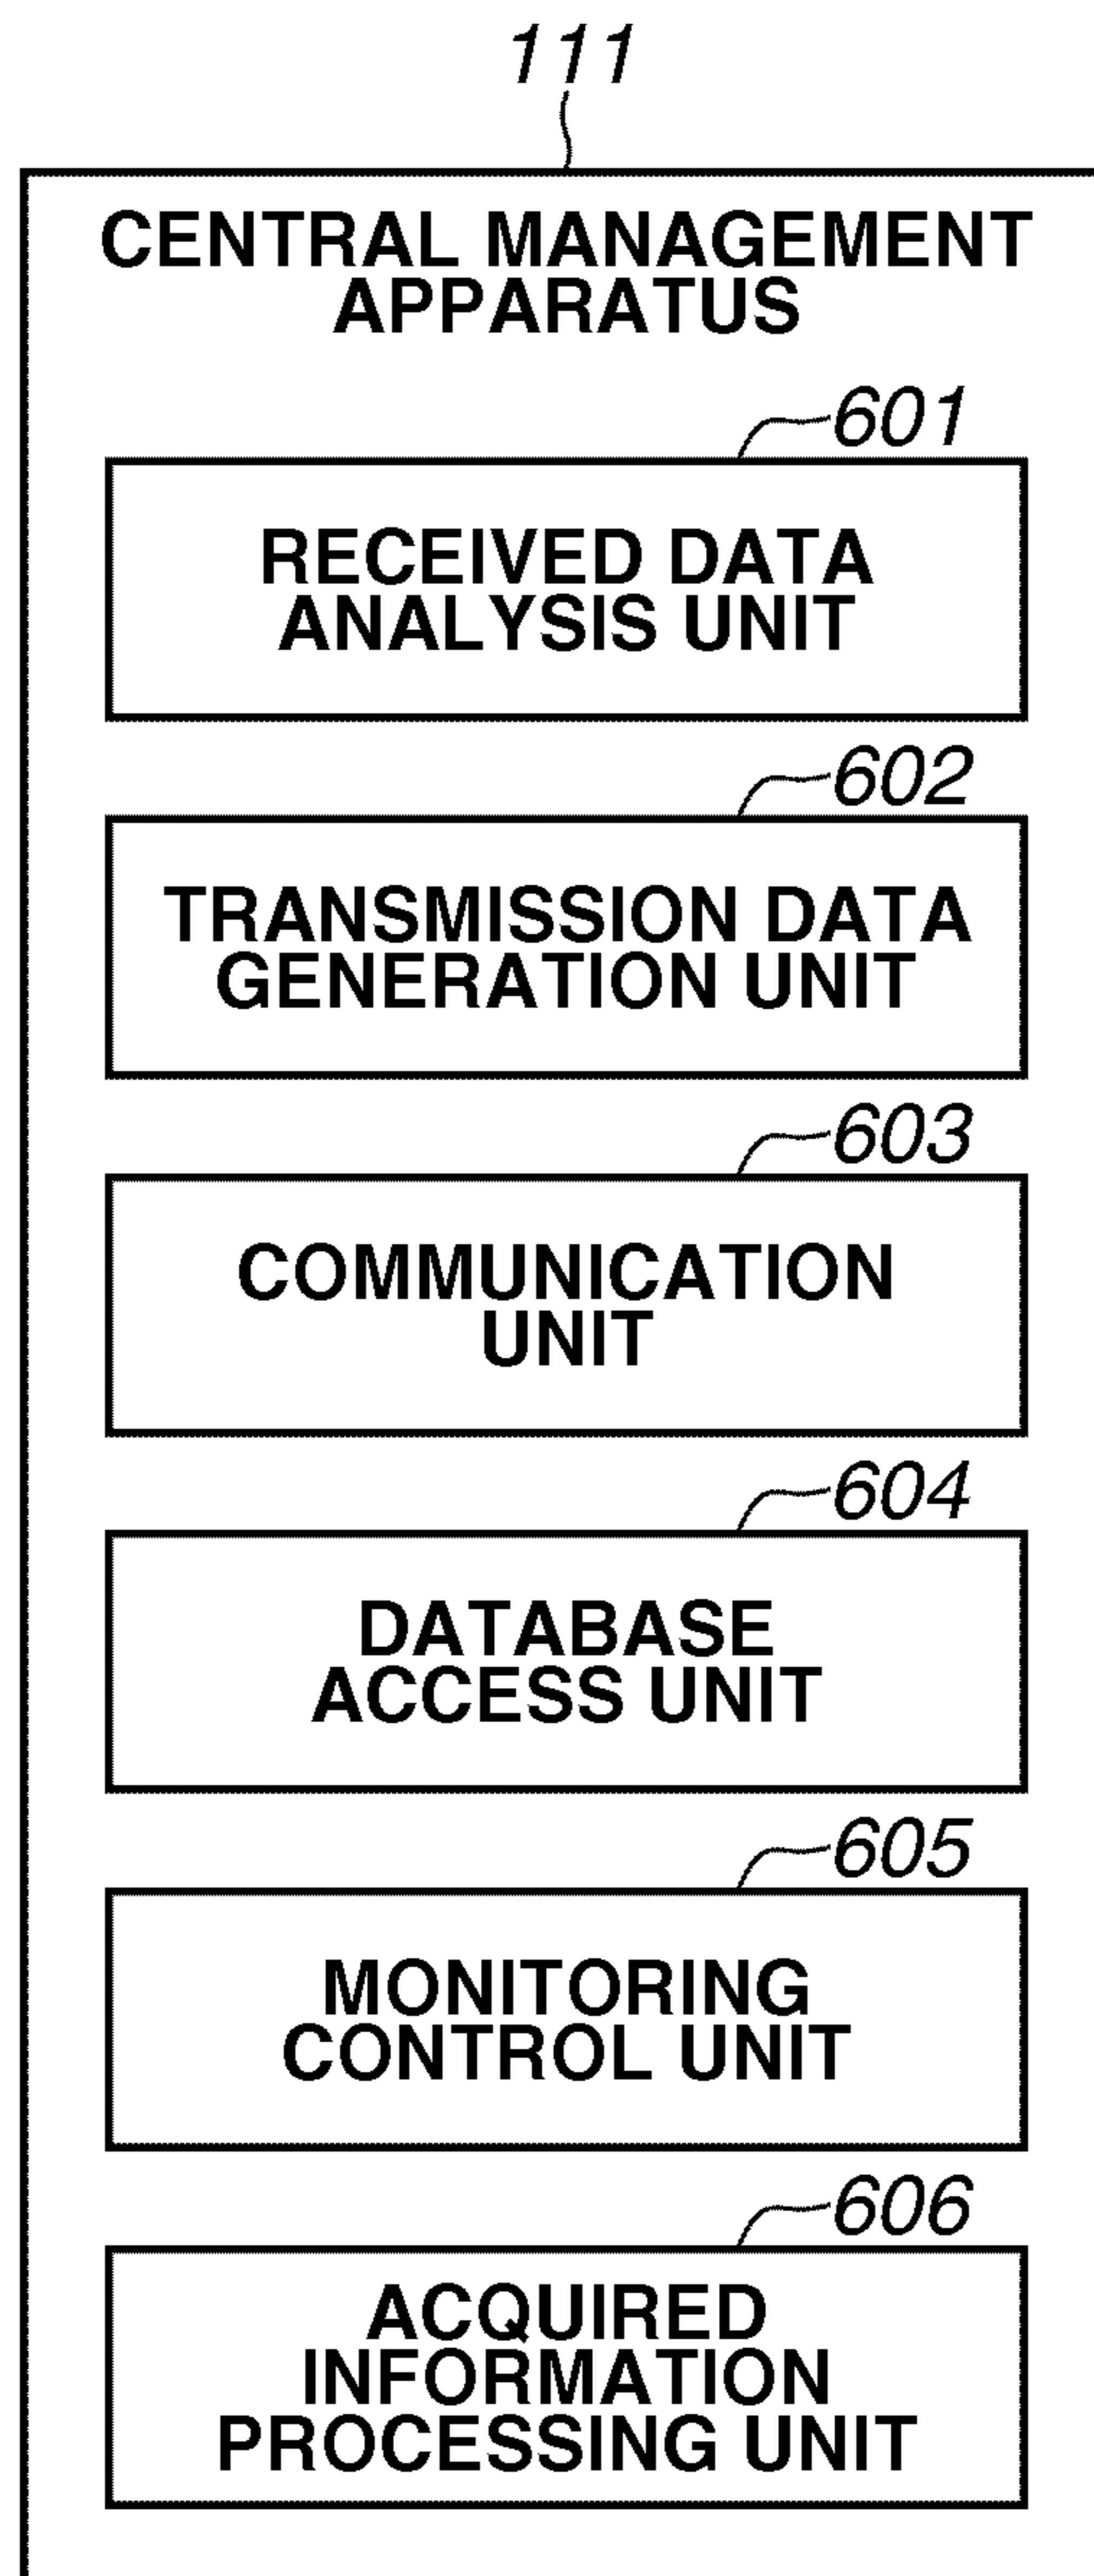 111
CENTRAL MANAGEMENT
APPARATUS
601
RECEIVED DATA
ANALYSIS UNIT
602
TRANSMISSION DATA
GENERATION UNIT
603
COMMUNICATION
UNIT
604
DATABASE
ACCESS UNIT
605
MONITORING
CONTROL UNIT
606
ACQUIRED
INFORMATION
PROCESSING UNIT